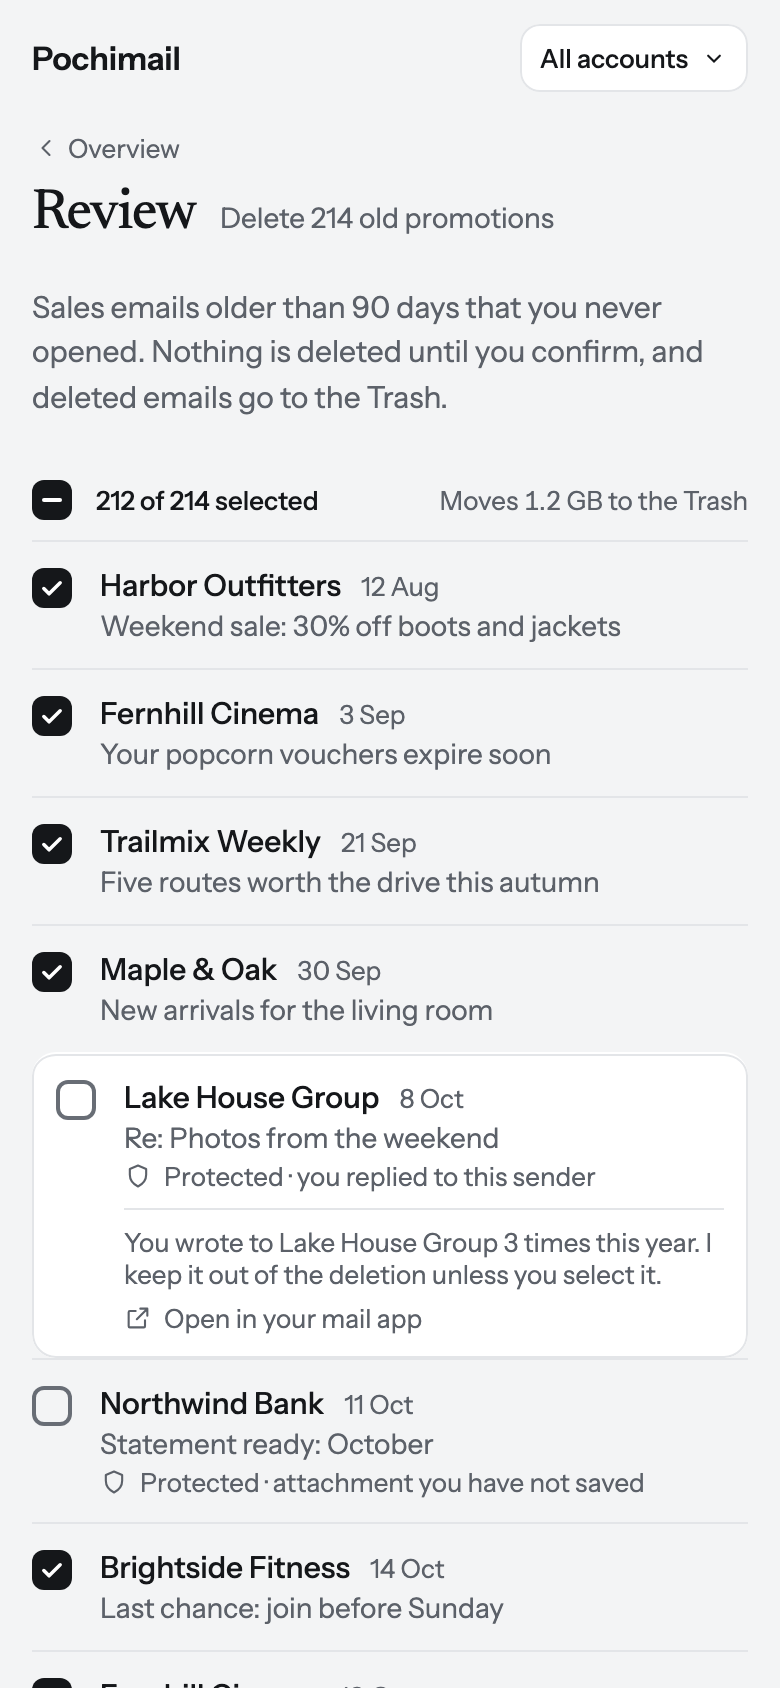 Pochimail
All accounts
Overview
Review
Delete 214 old promotions
Sales emails older than 90 days that you never
opened. Nothing is deleted until you confirm, and
deleted emails go to the Trash.
212 of 214 selected
Moves 1.2 GB to the Trash
Harbor Outfitters 12 Aug
Weekend sale: 30% off boots and jackets
Fernhill Cinema 3 Sep
Your popcorn vouchers expire soon
Trailmix Weekly 21 Sep
Five routes worth the drive this autumn
Maple & Oak 30 Sep
New arrivals for the living room
Lake House Group 8 Oct
Re: Photos from the weekend
Protected · you replied to this sender
You wrote to Lake House Group 3 times this year. I
keep it out of the deletion unless you select it.
Open in your mail app
Northwind Bank 11 Oct
Statement ready: October
Protected · attachment you have not saved
Brightside Fitness 14 Oct
Last chance: join before Sunday